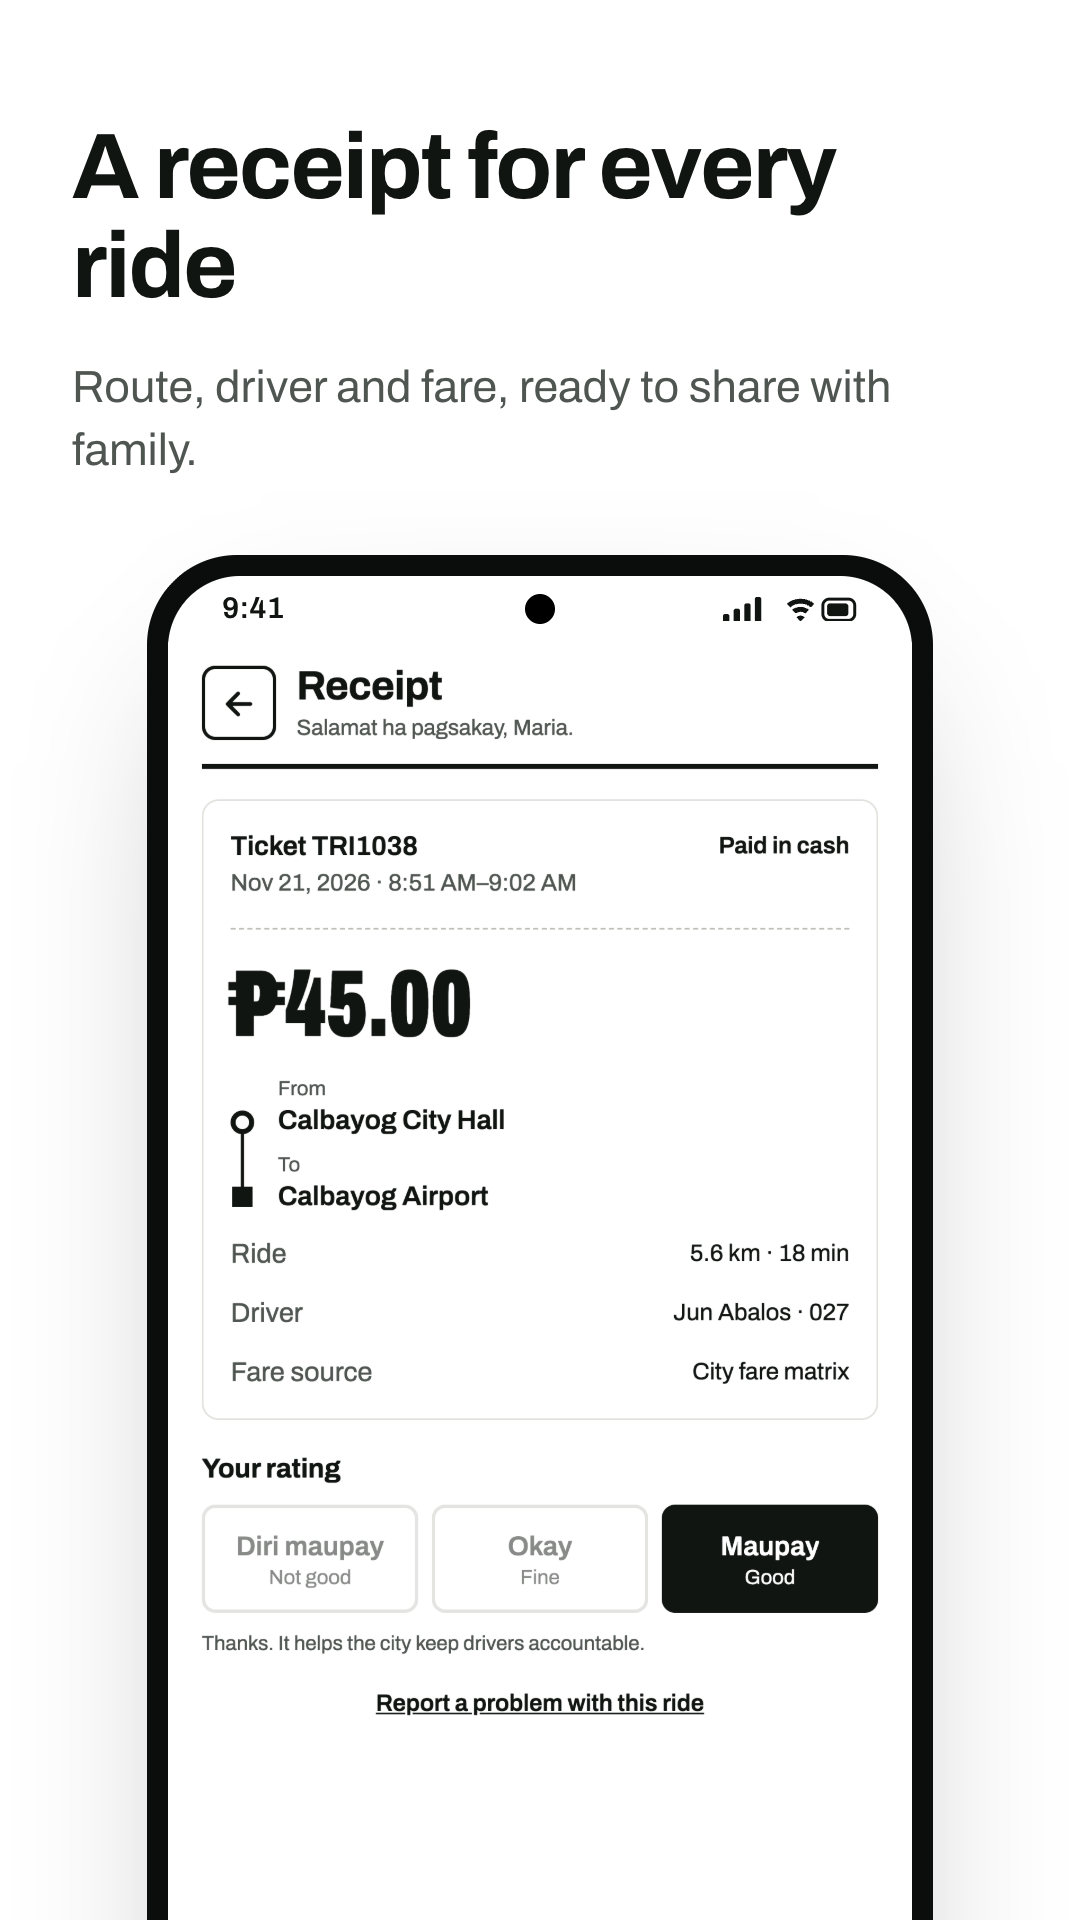 A receipt for every
ride
Route, driver and fare, ready to share with
family.
9:41
Receipt
Salamat ha pagsakay, Maria.
Ticket TRI1038
Paid in cash
Nov 21, 2026 · 8:51 AM–9:02 AM
₱45.00
From
Calbayog City Hall
To
Calbayog Airport
Ride
5.6 km · 18 min
Driver
Jun Abalos · 027
Fare source
City fare matrix
Your rating
Diri maupay
Not good
Okay
Fine
Maupay
Good
Thanks. It helps the city keep drivers accountable.
Report a problem with this ride